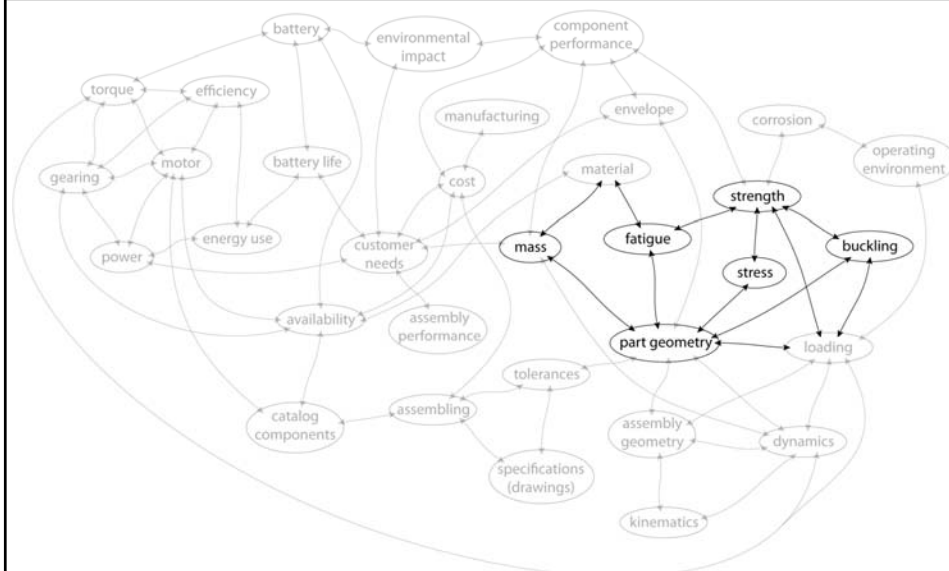 battery
environmental
impact
component
performance
torque
efficiency
envelope
manufacturing
corrosion
motor
battery life
material
operating
environment
gearing
cost
strength
power
energy use
customer
needs
mass
fatigue
buckling
stress
availability
assembly
performance
part geometry
loading
tolerances
catalog
components
assembling
assembly
geometry
dynamics
specifications
(drawings)
kinematics